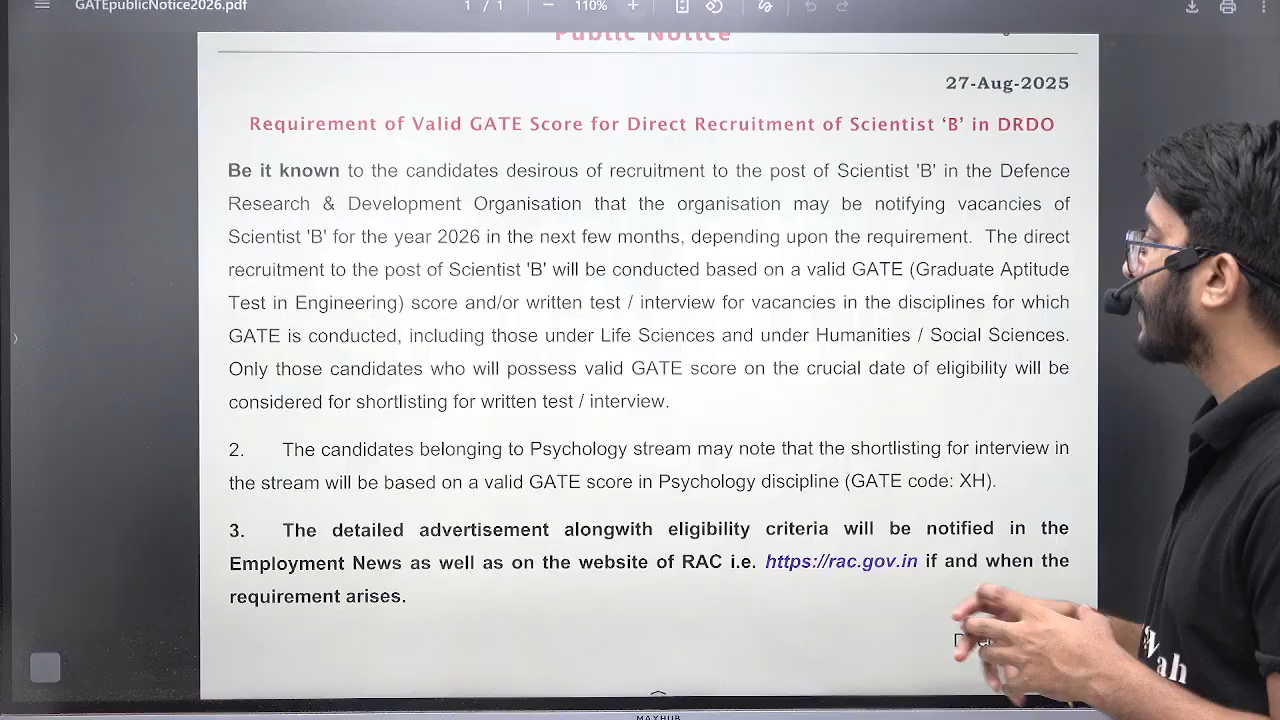 GATEpublicNotice2026.pdf
1 / 1
110%
Public Notice
27-Aug-2025
Requirement of Valid GATE Score for Direct Recruitment of Scientist ‘B’ in DRDO
Be it known to the candidates desirous of recruitment to the post of Scientist 'B' in the Defence
Research & Development Organisation that the organisation may be notifying vacancies of
Scientist 'B' for the year 2026 in the next few months, depending upon the requirement. The direct
recruitment to the post of Scientist 'B' will be conducted based on a valid GATE (Graduate Aptitude
Test in Engineering) score and/or written test / interview for vacancies in the disciplines for which
GATE is conducted, including those under Life Sciences and under Humanities / Social Sciences.
Only those candidates who will possess valid GATE score on the crucial date of eligibility will be
considered for shortlisting for written test / interview.
2. The candidates belonging to Psychology stream may note that the shortlisting for interview in
the stream will be based on a valid GATE score in Psychology discipline (GATE code: XH).
3. The detailed advertisement alongwith eligibility criteria will be notified in the
Employment News as well as on the website of RAC i.e. https://rac.gov.in if and when the
requirement arises.
MAXHUB